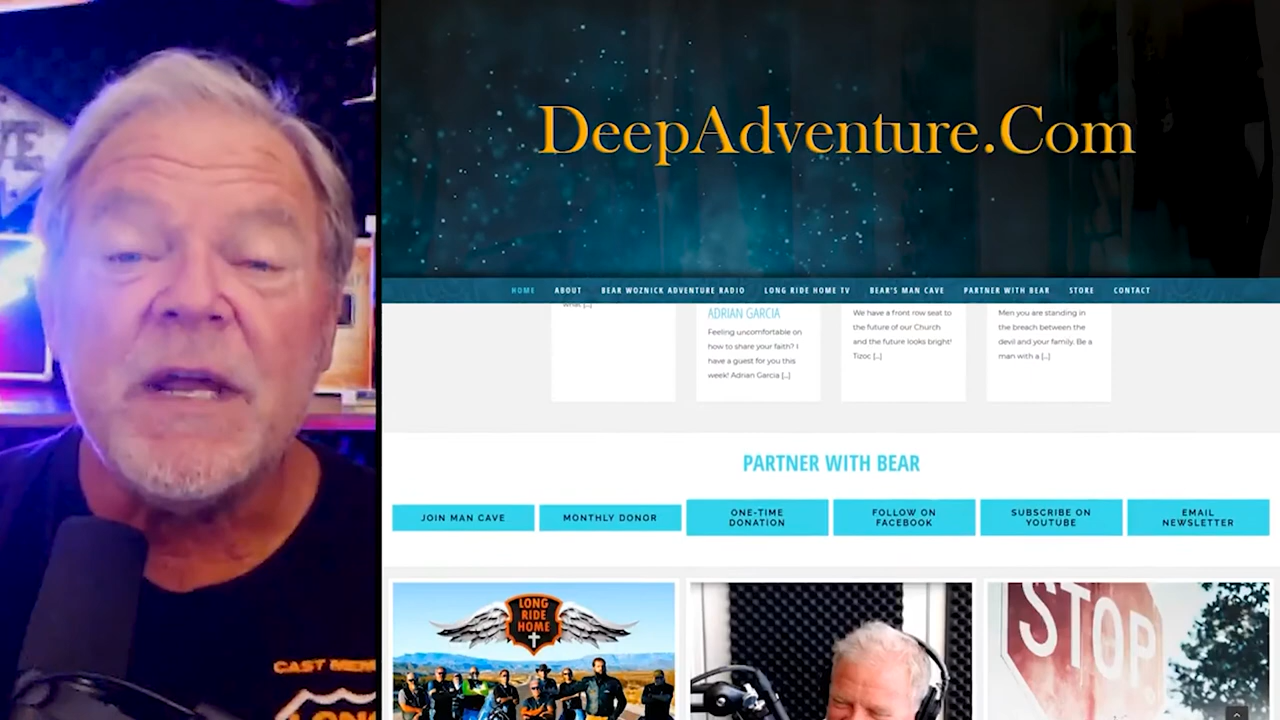 DeepAdventure.Com
HOME ABOUT BEAR WOZNICK ADVENTURE RADIO LONG RIDE HOME TV BEAR'S MAN CAVE PARTNER WITH BEAR STORE CONTACT
what [...]
ADRIAN GARCIA
Feeling uncomfortable on
how to share your faith? I
have a guest for you this
week! Adrian Garcia [...]
We have a front row seat to
the future of our Church
and the future looks bright!
Tizoc [...]
Men you are standing in
the breach between the
devil and your family. Be a
man with a [...]
PARTNER WITH BEAR
JOIN MAN CAVE
MONTHLY DONOR
ONE-TIME
DONATION
FOLLOW ON
FACEBOOK
SUBSCRIBE ON
YOUTUBE
EMAIL
NEWSLETTER
LONG
RIDE
HOME
STOP
CAST MEM
LONG